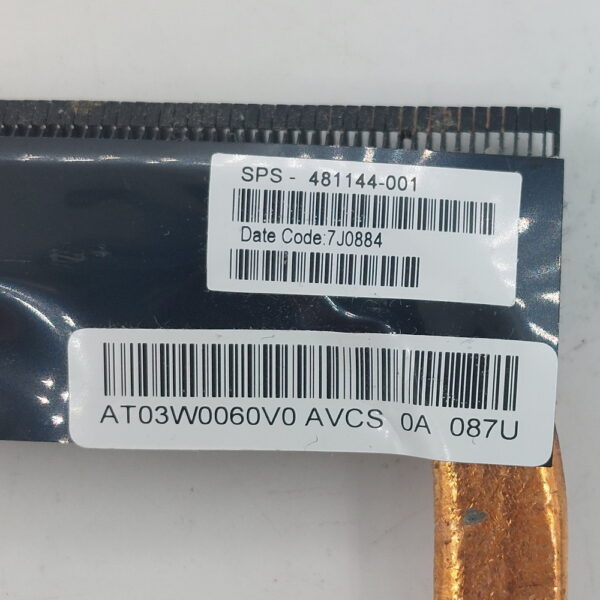 SPS - 481144-001
Date Code:7J0884
AT03W0060V0 AVCS 0A 087U